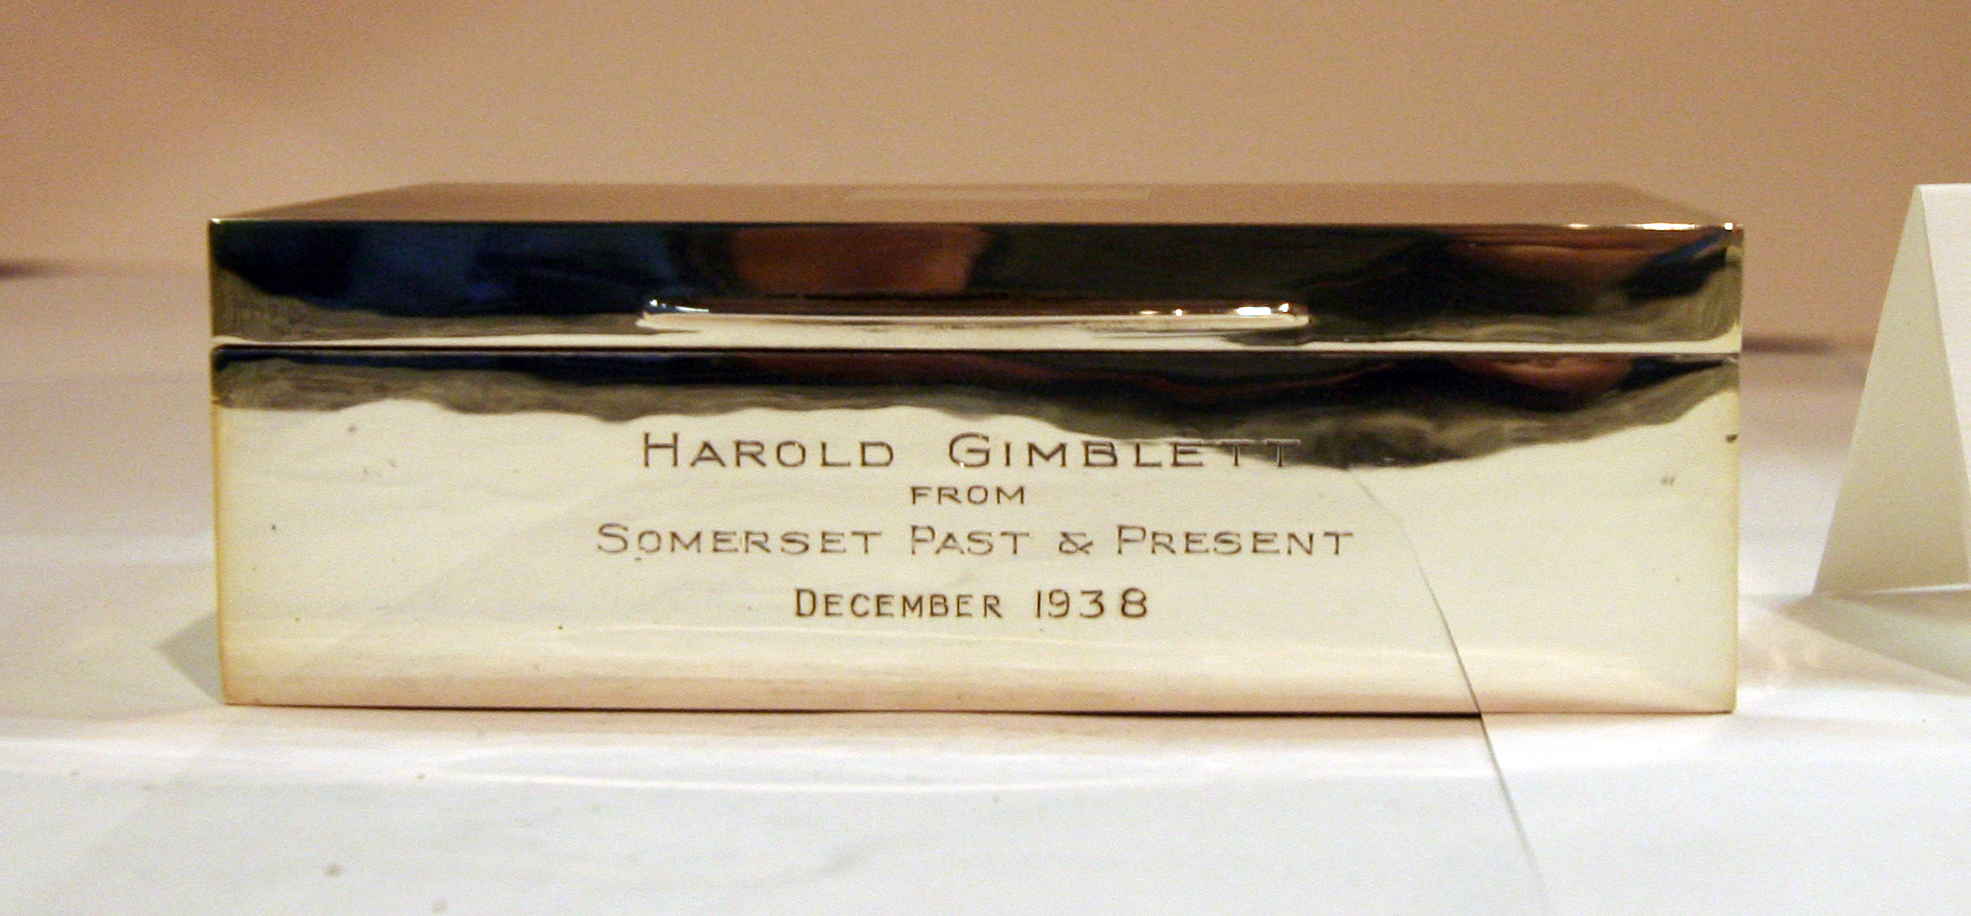 HAROLD GIMBLETT
FROM
SOMERSET PAST & PRESENT
DECEMBER 1938